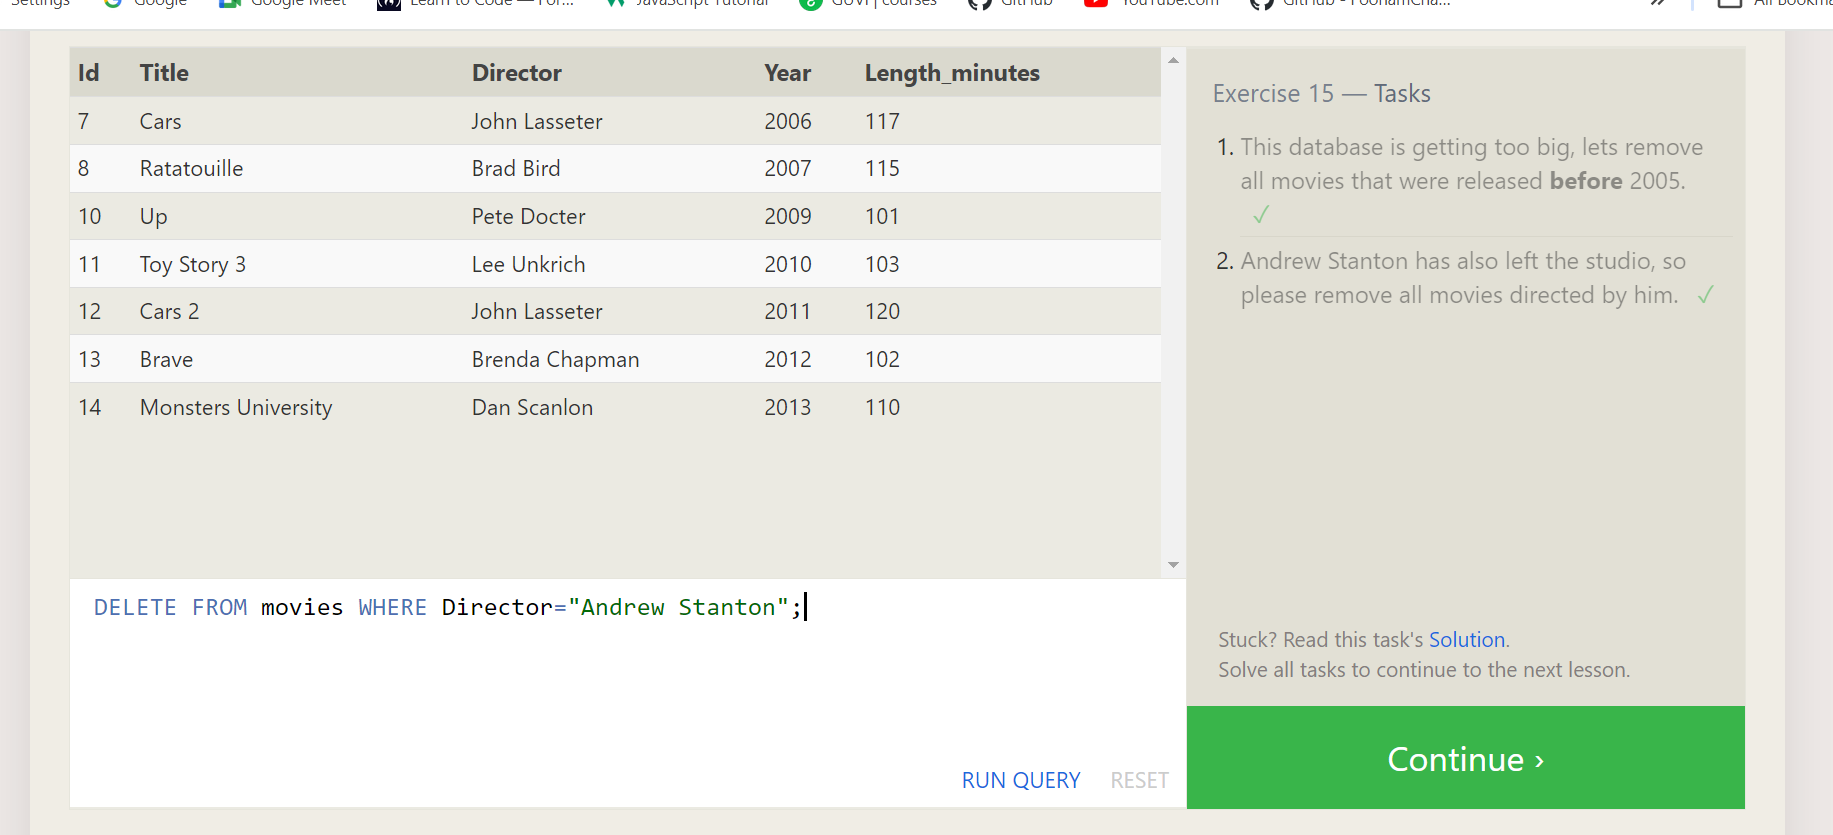 Settings Google Google Meet Learn to Code — For... JavaScript Tutorial GUVI | courses GitHub YouTube.com GitHub - PoonamCha... » All Bookma
Id Title Director Year Length_minutes
7 Cars John Lasseter 2006 117
8 Ratatouille Brad Bird 2007 115
10 Up Pete Docter 2009 101
11 Toy Story 3 Lee Unkrich 2010 103
12 Cars 2 John Lasseter 2011 120
13 Brave Brenda Chapman 2012 102
14 Monsters University Dan Scanlon 2013 110
DELETE FROM movies WHERE Director="Andrew Stanton";
RUN QUERY RESET
Exercise 15 — Tasks
1. This database is getting too big, lets remove
all movies that were released before 2005.
✓
2. Andrew Stanton has also left the studio, so
please remove all movies directed by him. ✓
Stuck? Read this task's Solution.
Solve all tasks to continue to the next lesson.
Continue ›